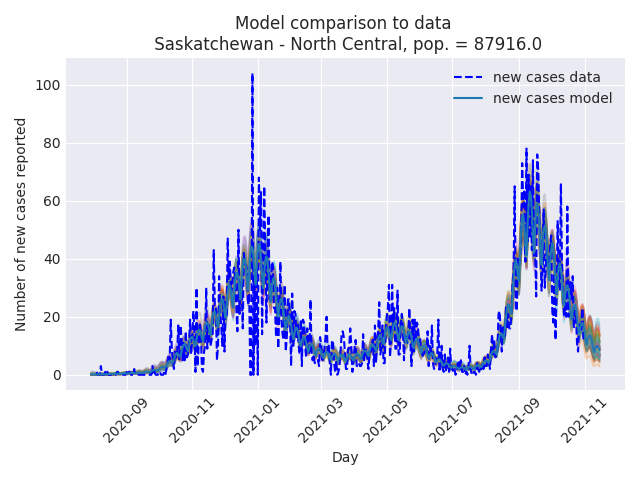 Model comparison to data
Saskatchewan - North Central, pop. = 87916.0
new cases data
new cases model
Number of new cases reported
100
80
60
40
20
0
2020-09
2020-11
2021-01
2021-03
2021-05
2021-07
2021-09
2021-11
Day